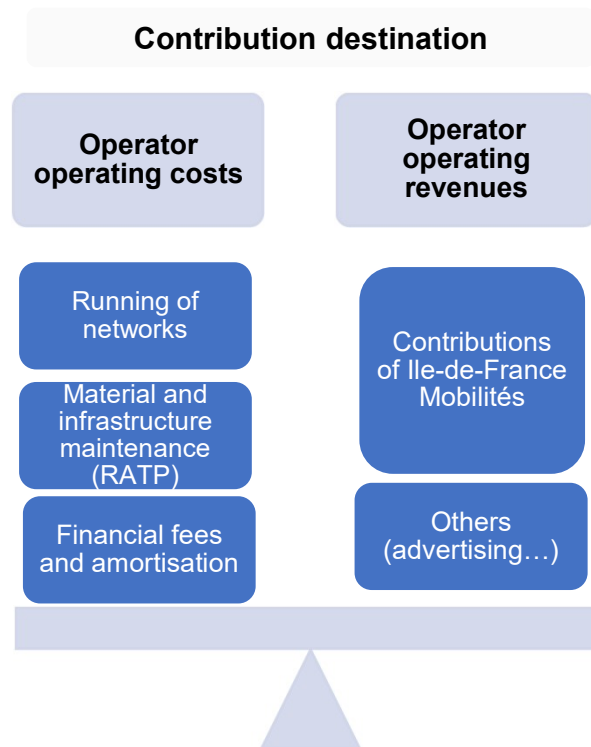 Contribution destination
Operator
operating costs
Operator
operating
revenues
Running of
networks
Material and
infrastructure
maintenance
(RATP)
Financial fees
and amortisation
Contributions
of Ile-de-France
Mobilités
Others
(advertising…)